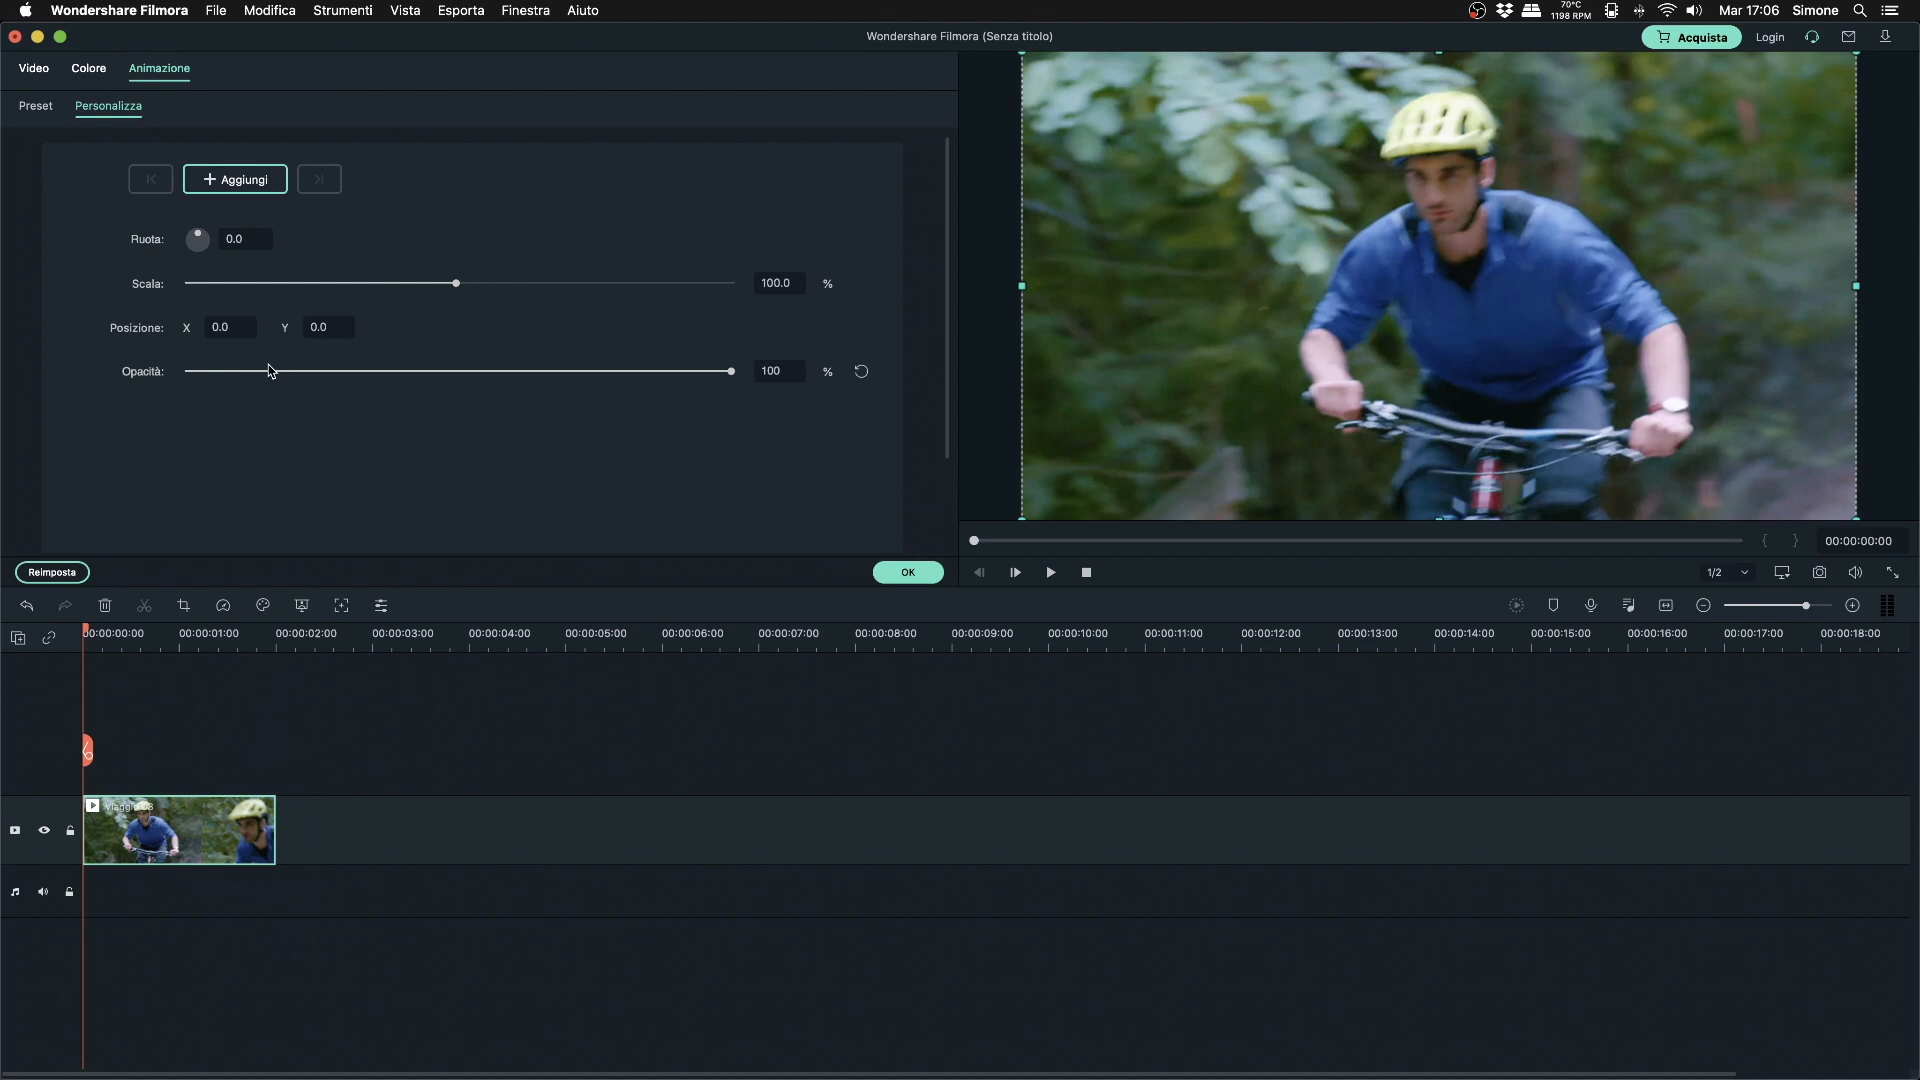 Wondershare Filmora File Modifica Strumenti Vista Esporta Finestra Aiuto 70°C 1198 RPM Mar 17:06 Simone
Wondershare Filmora (Senza titolo) Acquista Login
Video Colore Animazione
Preset Personalizza
+ Aggiungi
Ruota: 0.0
Scala: 100.0 %
Posizione: X 0.0 Y 0.0
Opacità: 100 %
{ } 00:00:00:00
Reimposta OK 1/2
00:00:00:00 00:00:01:00 00:00:02:00 00:00:03:00 00:00:04:00 00:00:05:00 00:00:06:00 00:00:07:00 00:00:08:00 00:00:09:00 00:00:10:00 00:00:11:00 00:00:12:00 00:00:13:00 00:00:14:00 00:00:15:00 00:00:16:00 00:00:17:00 00:00:18:00